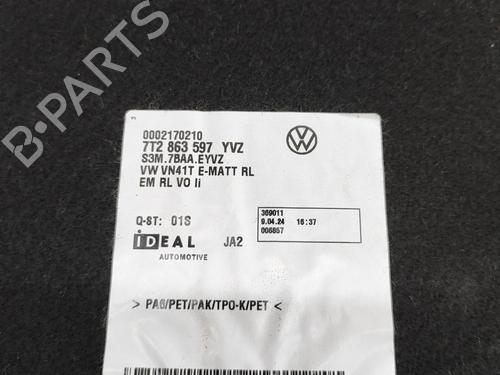 B-PARTS
0002170210
7T2 863 597 YVZ
S3M.7BAA.EYVZ
VW VN41T E-MATT RL
EM RL VO li
Q-ST: 01S
iDEAL JA2
AUTOMOTIVE
369011
9.04.24 16:37
006857
> PA6/PET/PAK/TPO-K/PET <